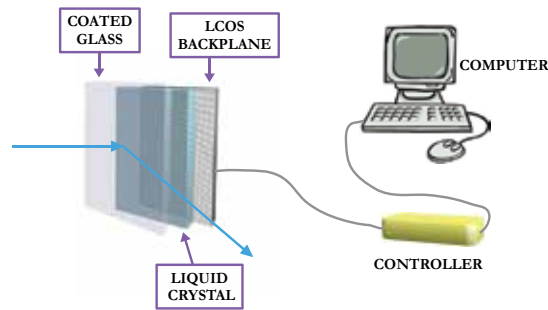 COATED
GLASS
LCOS
BACKPLANE
COMPUTER
LIQUID
CRYSTAL
CONTROLLER